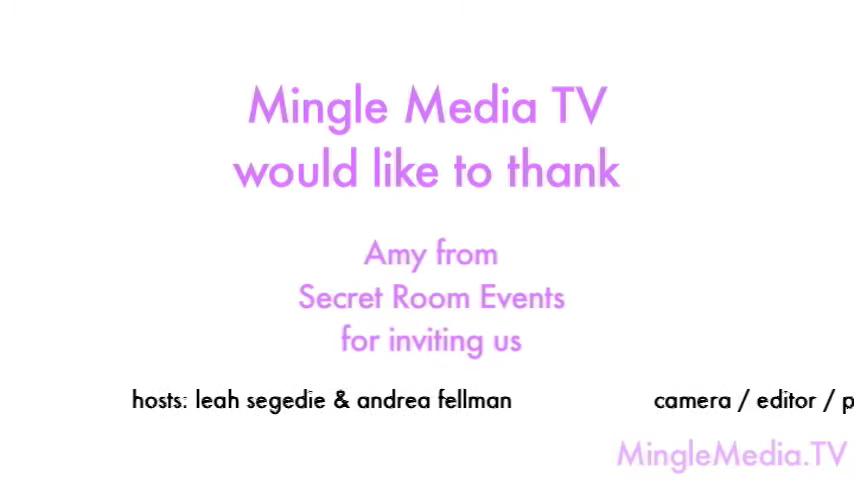 Mingle Media TV
would like to thank
Amy from
Secret Room Events
for inviting us
hosts: leah segedie & andrea fellman camera / editor / p
MingleMedia.TV